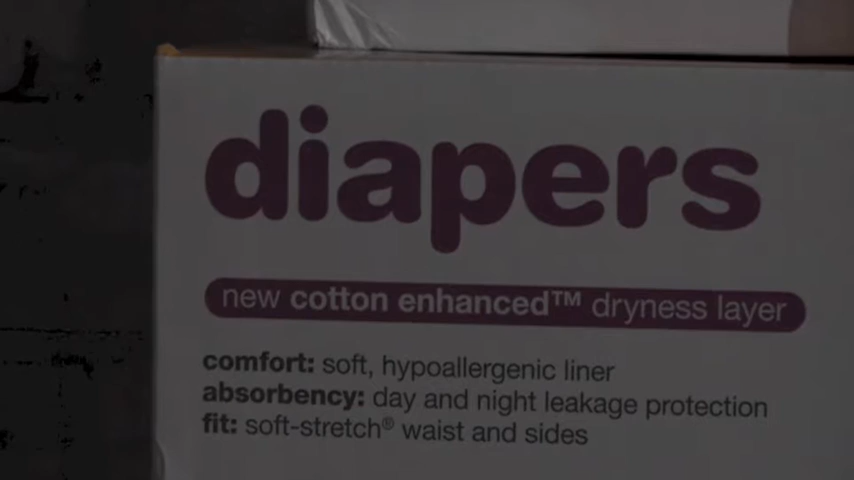 diapers
new cotton enhanced™ dryness layer
comfort: soft, hypoallergenic liner
absorbency: day and night leakage protection
fit: soft-stretch® waist and sides